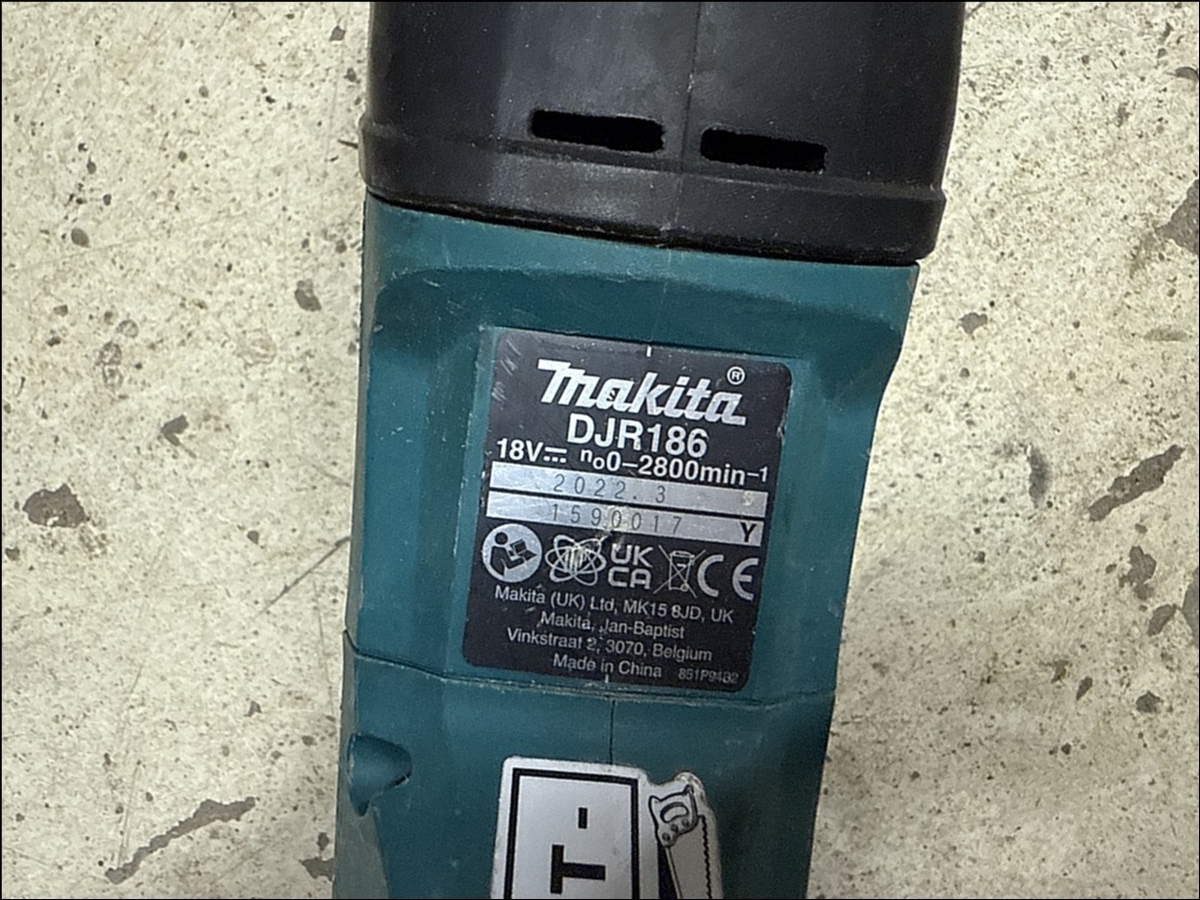 makita®
DJR186
18V⎓ n₀0–2800min⁻¹
2022.3
1590017 Y
UK
CA
CE
Makita (UK) Ltd, MK15 8JD, UK
Makita, Jan-Baptist
Vinkstraat 2, 3070, Belgium
Made in China
T-